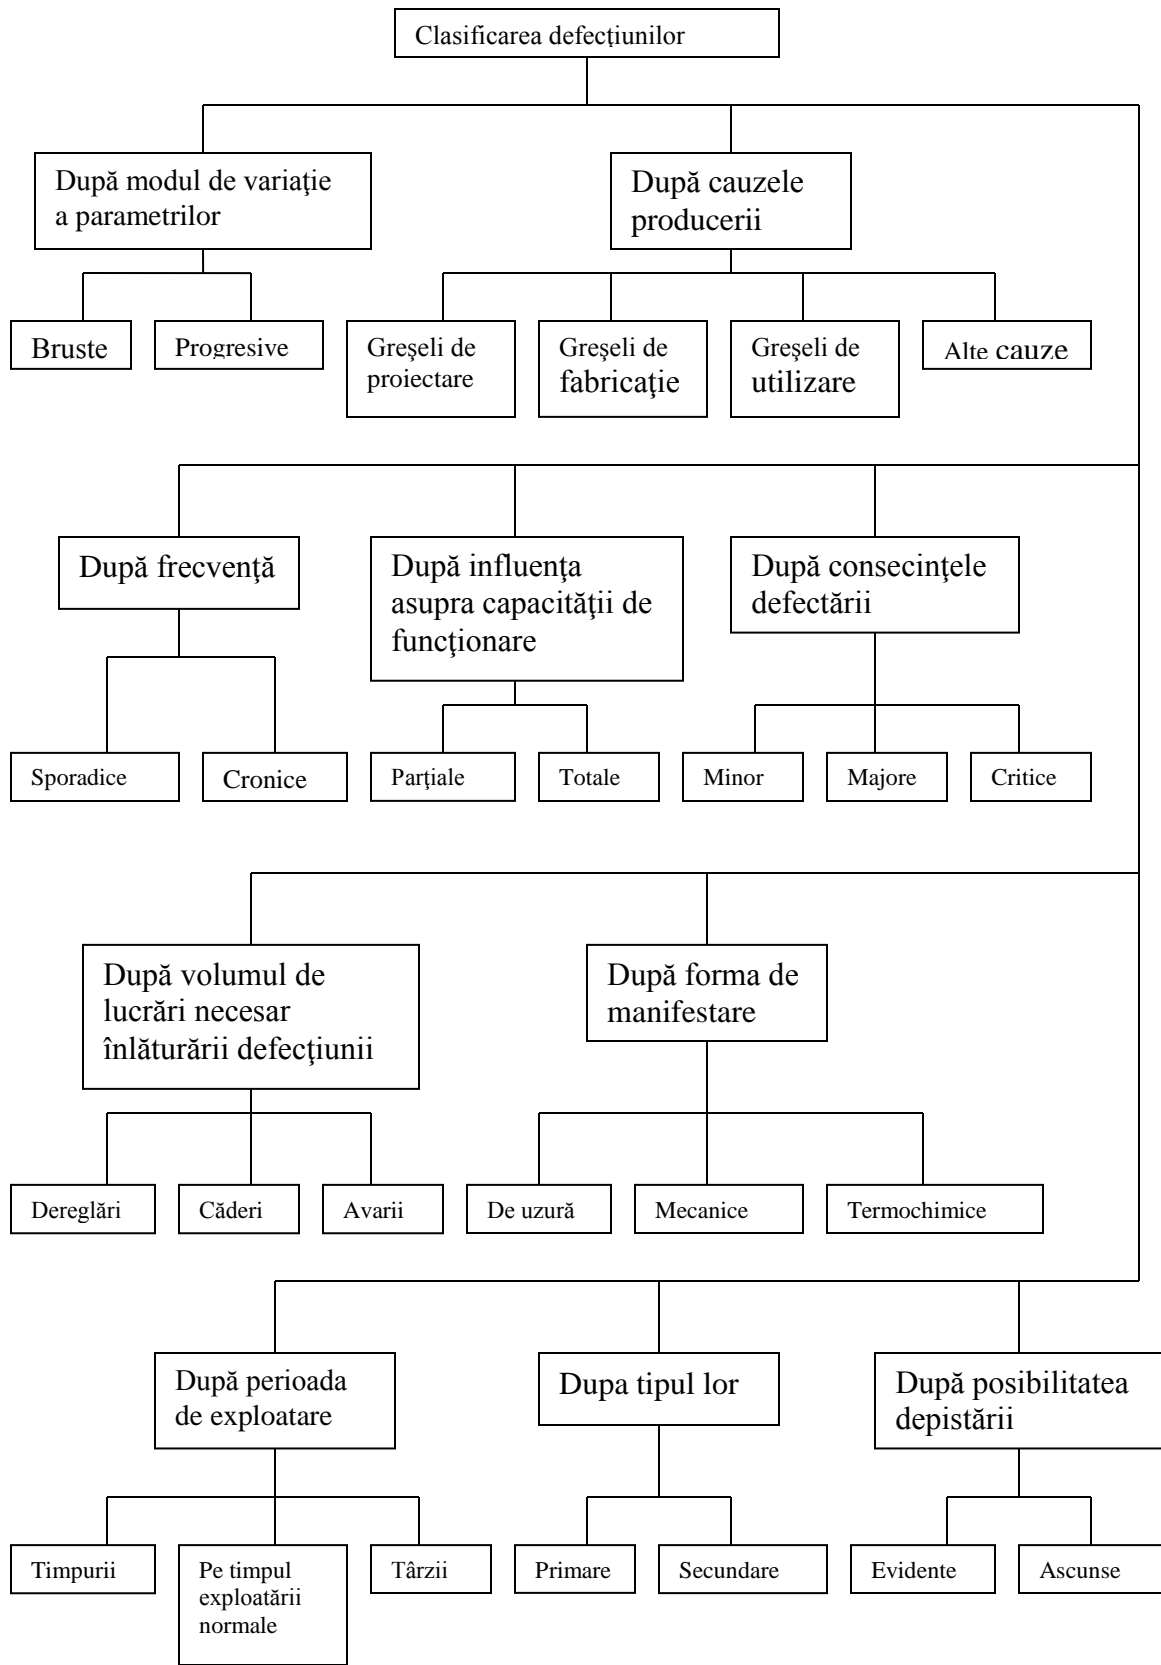 Clasificarea defecţiunilor
După modul de variaţie
a parametrilor
După cauzele
producerii
Bruste
Progresive
Greşeli de
proiectare
Greşeli de
fabricaţie
Greşeli de
utilizare
Alte cauze
După frecvenţă
După influenţa
asupra capacităţii de
funcţionare
După consecinţele
defectării
Sporadice
Cronice
Parţiale
Totale
Minor
Majore
Critice
După volumul de
lucrări necesar
înlăturării defecţiunii
După forma de
manifestare
Dereglări
Căderi
Avarii
De uzură
Mecanice
Termochimice
După perioada
de exploatare
Dupa tipul lor
După posibilitatea
depistării
Timpurii
Pe timpul
exploatării
normale
Târzii
Primare
Secundare
Evidente
Ascunse